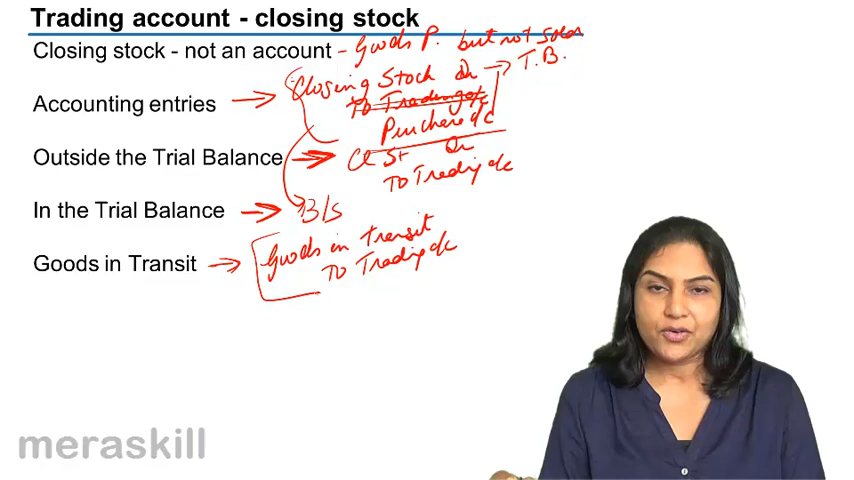 Trading account - closing stock
Closing stock - not an account - Goods P. but not sold
Closing Stock Dr → T.B.
To Trading a/c
Accounting entries →
Purchase a/c
Outside the Trial Balance → Cl St Dr
To Trading a/c
In the Trial Balance → B/S
Goods in Transit → Goods in Transit
To Trading a/c
meraskill